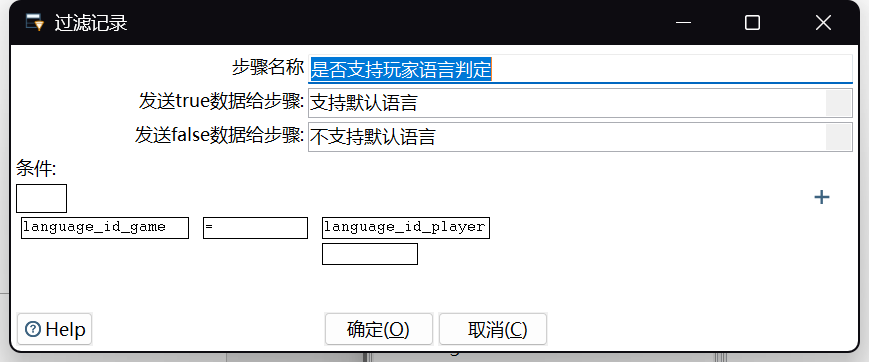 过滤记录
步骤名称 是否支持玩家语言判定
发送true数据给步骤: 支持默认语言
发送false数据给步骤: 不支持默认语言
条件:
+
language_id_game = language_id_player
Help 确定(O) 取消(C)